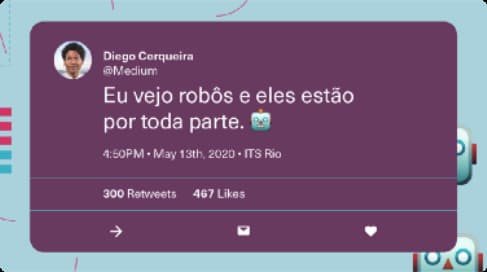 Diego Cerqueira
@Medium
Eu vejo robôs e eles estão
por toda parte. 🤖
4:50PM • May 13th, 2020 • ITS Rio
300 Retweets 467 Likes